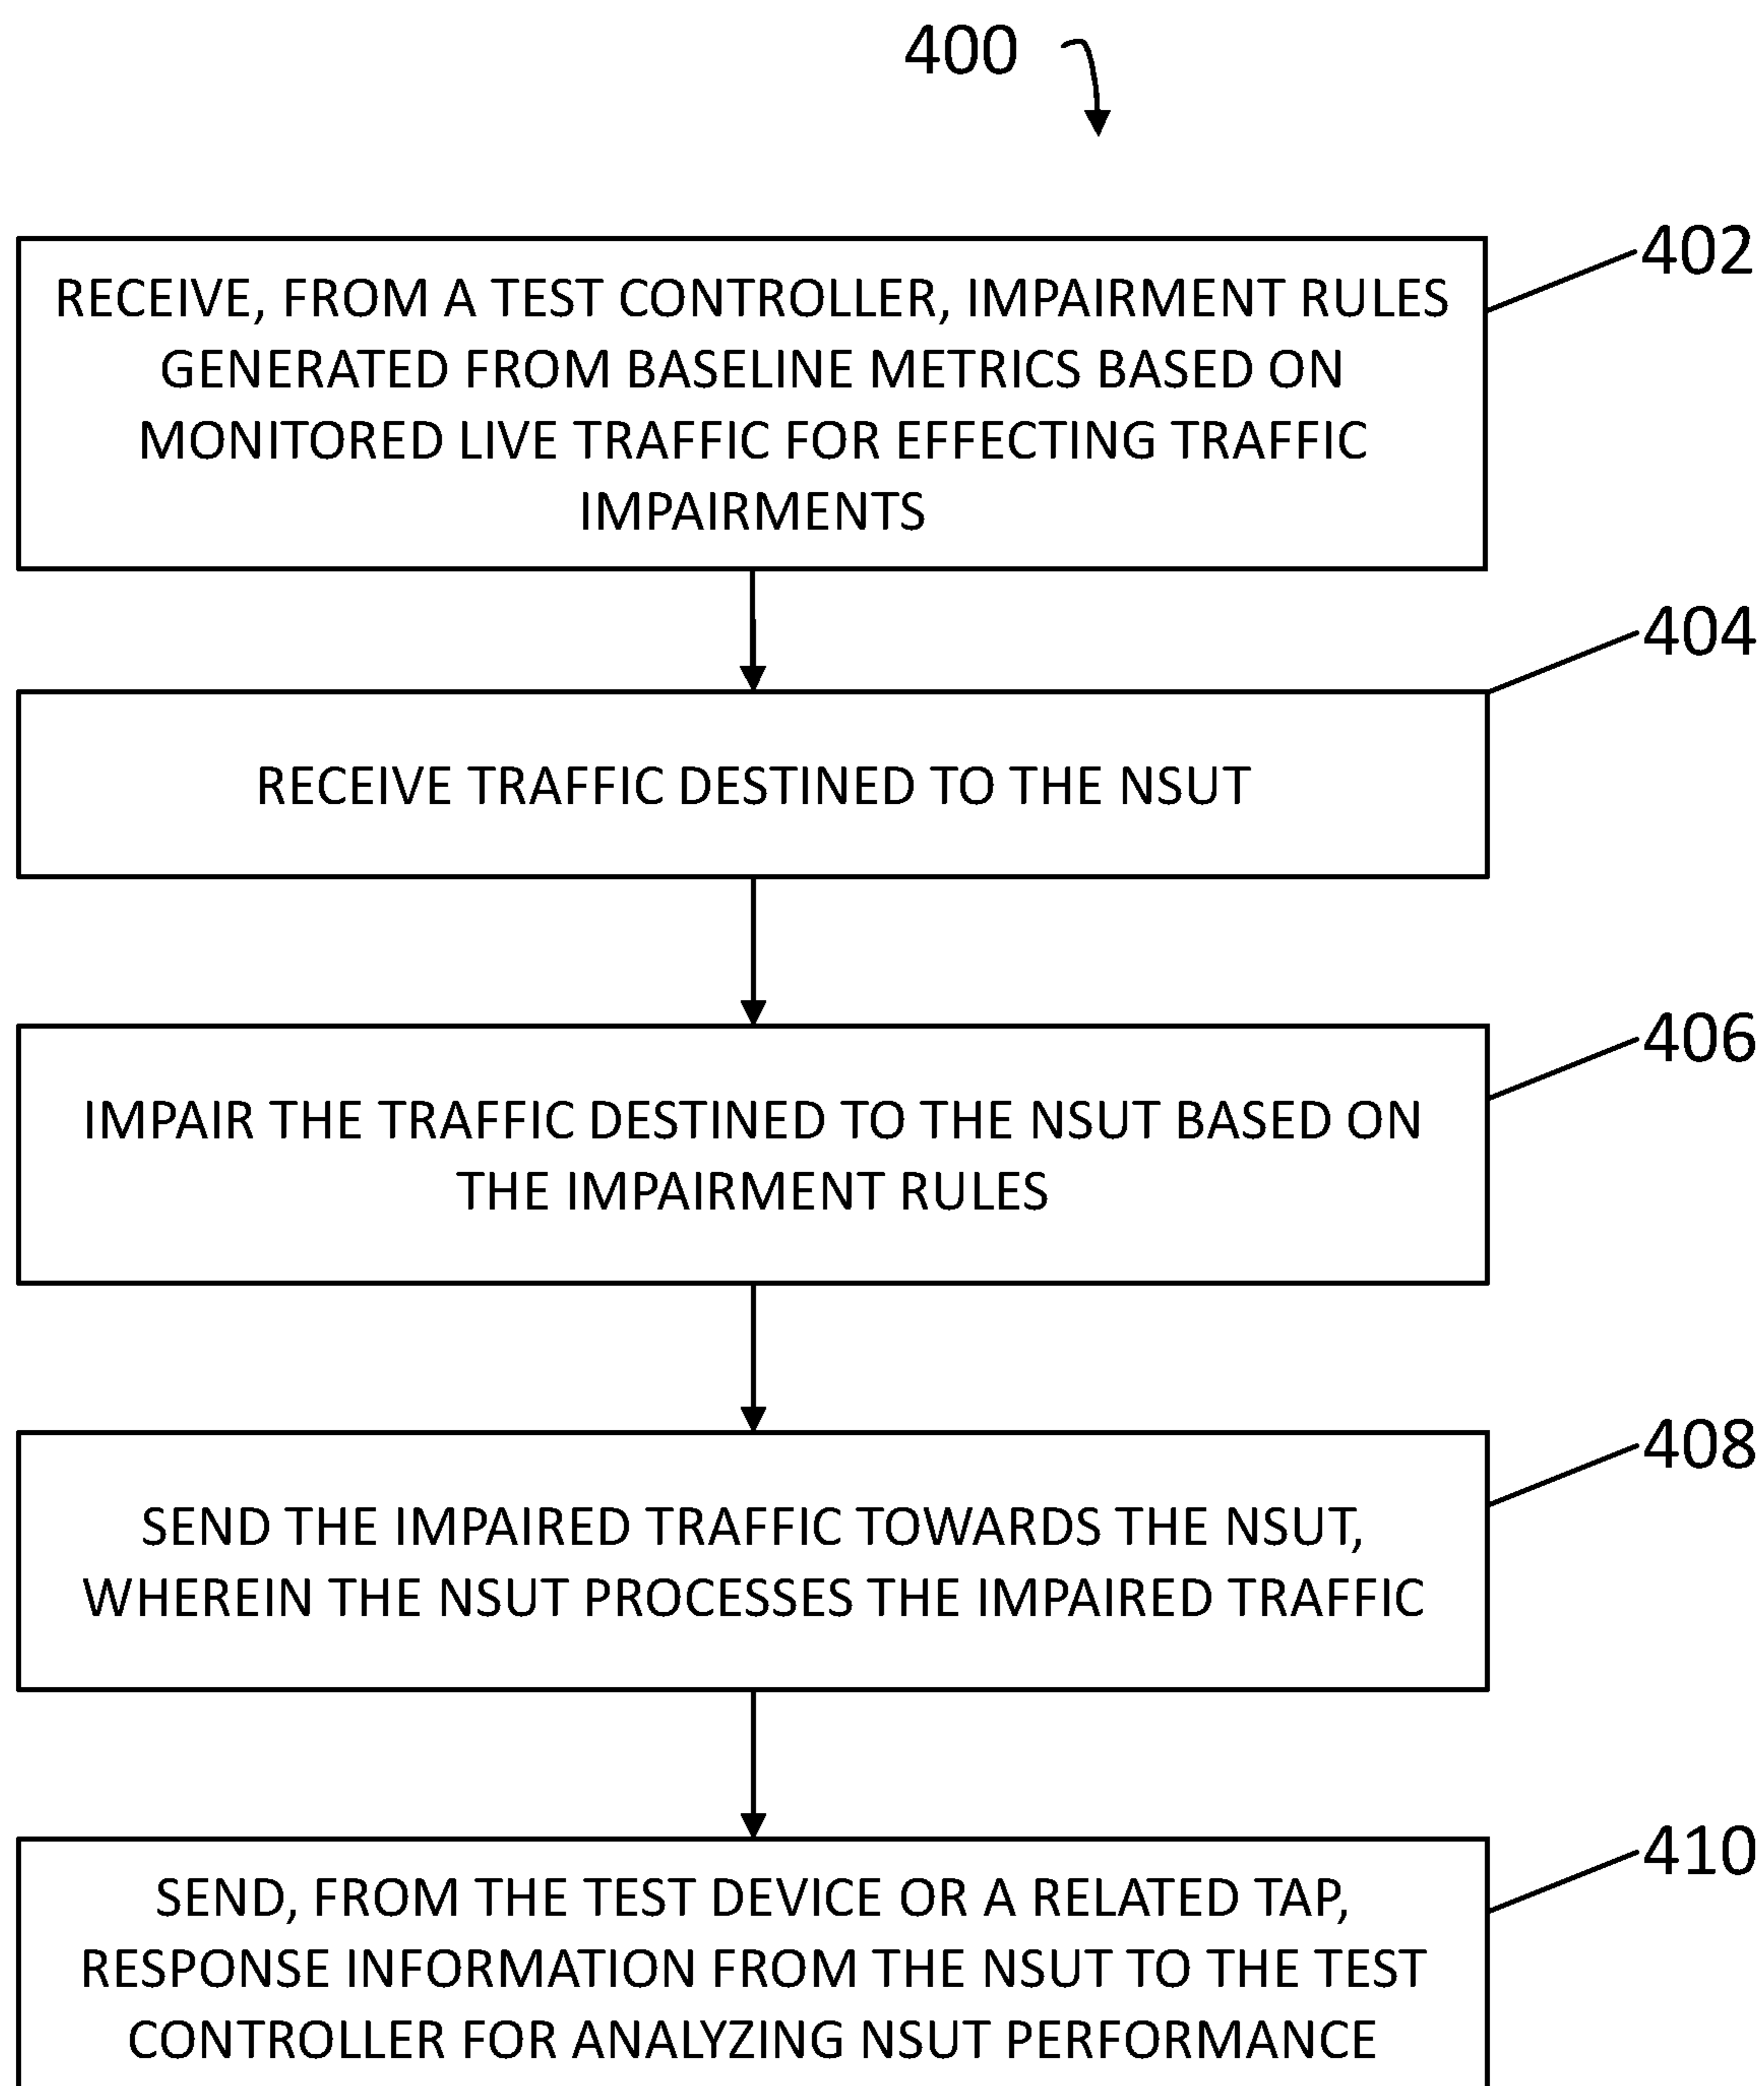 400
402
RECEIVE, FROM A TEST CONTROLLER, IMPAIRMENT RULES
GENERATED FROM BASELINE METRICS BASED ON
MONITORED LIVE TRAFFIC FOR EFFECTING TRAFFIC
IMPAIRMENTS
404
RECEIVE TRAFFIC DESTINED TO THE NSUT
406
IMPAIR THE TRAFFIC DESTINED TO THE NSUT BASED ON
THE IMPAIRMENT RULES
408
SEND THE IMPAIRED TRAFFIC TOWARDS THE NSUT,
WHEREIN THE NSUT PROCESSES THE IMPAIRED TRAFFIC
410
SEND, FROM THE TEST DEVICE OR A RELATED TAP,
RESPONSE INFORMATION FROM THE NSUT TO THE TEST
CONTROLLER FOR ANALYZING NSUT PERFORMANCE